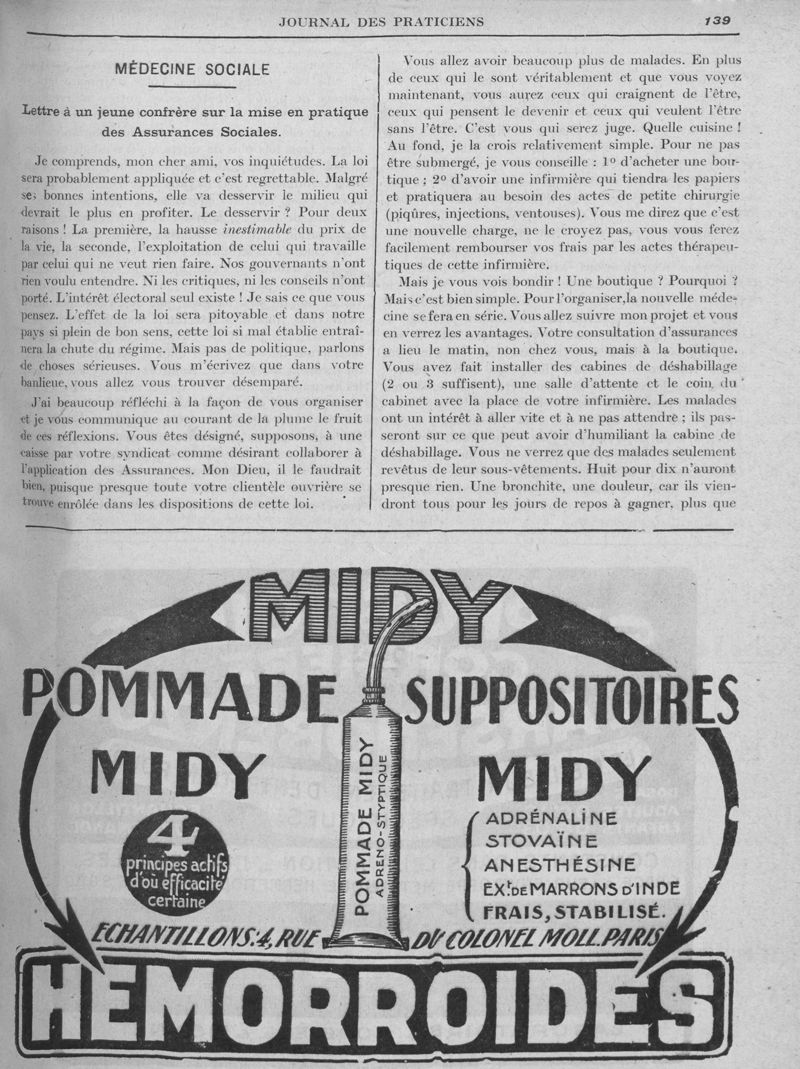 JOURNAL DES PRATICIENS
139
MÉDECINE SOCIALE
Lettre à un jeune confrère sur la mise en pratique
des Assurances Sociales.
Je comprends, mon cher ami, vos inquiétudes. La loi
sera probablement appliquée et c'est regrettable. Malgré
ses bonnes intentions, elle va desservir le milieu qui
devrait le plus en profiter. Le desservir ? Pour deux
raisons ! La première, la hausse inestimable du prix de
la vie, la seconde, l'exploitation de celui qui travaille
par celui qui ne veut rien faire. Nos gouvernants n'ont
rien voulu entendre. Ni les critiques, ni les conseils n'ont
porté. L'intérêt électoral seul existe ! Je sais ce que vous
pensez. L'effet de la loi sera pitoyable et dans notre
pays si plein de bon sens, cette loi si mal établie entraî-
nera la chute du régime. Mais pas de politique, parlons
de choses sérieuses. Vous m'écrivez que dans votre
banlieue, vous allez vous trouver désemparé.
J'ai beaucoup réfléchi à la façon de vous organiser
et je vous communique au courant de la plume le fruit
de ces réflexions. Vous êtes désigné, supposons, à une
caisse par votre syndicat comme désirant collaborer à
l'application des Assurances. Mon Dieu, il le faudrait
bien, puisque presque toute votre clientèle ouvrière se
trouve enrôlée dans les dispositions de cette loi.
Vous allez avoir beaucoup plus de malades. En plus
de ceux qui le sont véritablement et que vous voyez
maintenant, vous aurez ceux qui craignent de l'être,
ceux qui pensent le devenir et ceux qui veulent l'être
sans l'être. C'est vous qui serez juge. Quelle cuisine !
Au fond, je la crois relativement simple. Pour ne pas
être submergé, je vous conseille : 1º d'acheter une bou-
tique ; 2º d'avoir une infirmière qui tiendra les papiers
et pratiquera au besoin des actes de petite chirurgie
(piqûres, injections, ventouses). Vous me direz que c'est
une nouvelle charge, ne le croyez pas, vous vous ferez
facilement rembourser vos frais par les actes thérapeu-
tiques de cette infirmière.
Mais je vous vois bondir ! Une boutique ? Pourquoi ?
Mais c'est bien simple. Pour l'organiser, la nouvelle méde-
cine se fera en série. Vous allez suivre mon projet et vous
en verrez les avantages. Votre consultation d'assurances
a lieu le matin, non chez vous, mais à la boutique.
Vous avez fait installer des cabines de déshabillage
(2 ou 3 suffisent), une salle d'attente et le coin du
cabinet avec la place de votre infirmière. Les malades
ont un intérêt à aller vite et à ne pas attendre ; ils pas-
seront sur ce que peut avoir d'humiliant la cabine de
déshabillage. Vous ne verrez que des malades seulement
revêtus de leur sous-vêtements. Huit pour dix n'auront
presque rien. Une bronchite, une douleur, car ils vien-
dront tous pour les jours de repos à gagner, plus que
MIDY
POMMADE
MIDY
4
principes actifs
d'où efficacité
certaine
POMMADE MIDY
ADRENO-STYPTIQUE
SUPPOSITOIRES
MIDY
ADRÉNALINE
STOVAÏNE
ANESTHÉSINE
EXt. DE MARRONS D'INDE
FRAIS, STABILISÉ.
ECHANTILLONS: 4, RUE DU COLONEL MOLL. PARIS
HEMORROIDES